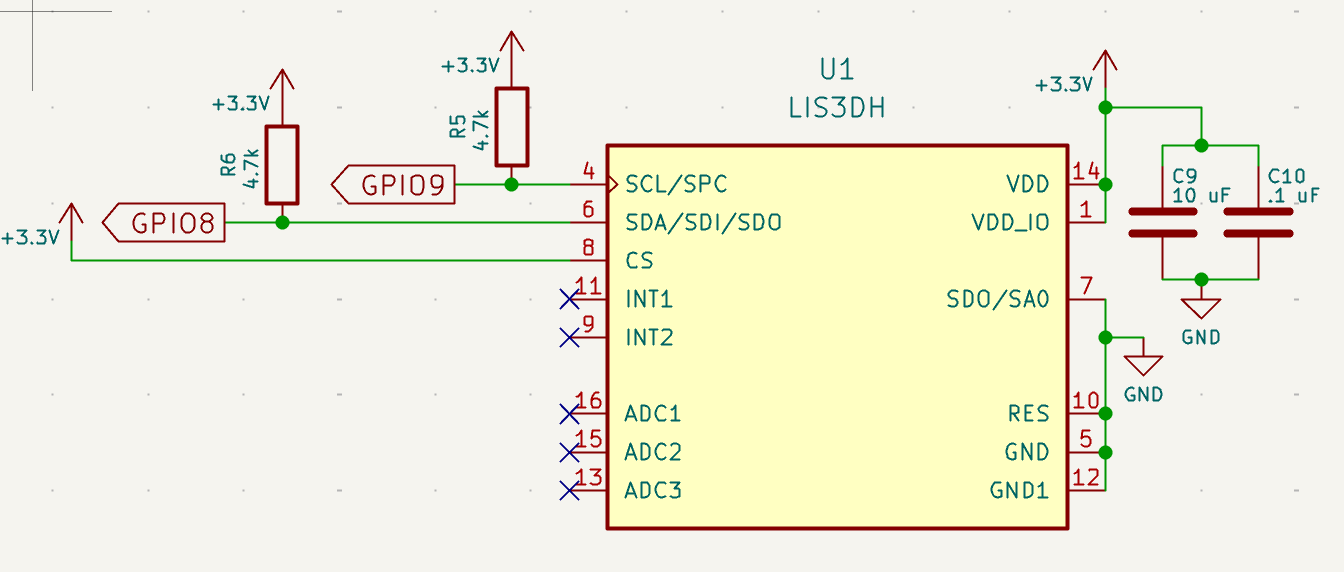 +3.3V
R6
4.7k
+3.3V
R5
4.7k
GPIO9
GPIO8
+3.3V
U1
LIS3DH
4
SCL/SPC
6
SDA/SDI/SDO
8
CS
11
INT1
9
INT2
16
ADC1
15
ADC2
13
ADC3
VDD
14
VDD_IO
1
SDO/SA0
7
RES
10
GND
5
GND1
12
+3.3V
C9
10 uF
C10
.1 uF
GND
GND